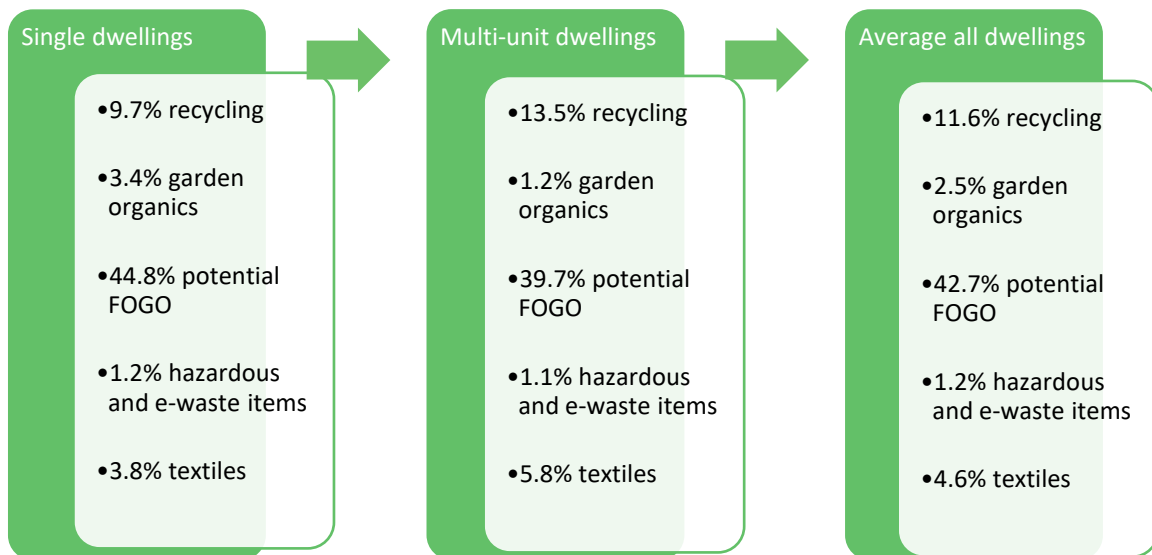 Single dwellings
•9.7% recycling
•3.4% garden
organics
•44.8% potential
FOGO
•1.2% hazardous
and e-waste items
•3.8% textiles
Multi-unit dwellings
•13.5% recycling
•1.2% garden
organics
•39.7% potential
FOGO
•1.1% hazardous
and e-waste items
•5.8% textiles
Average all dwellings
•11.6% recycling
•2.5% garden
organics
•42.7% potential
FOGO
•1.2% hazardous
and e-waste items
•4.6% textiles